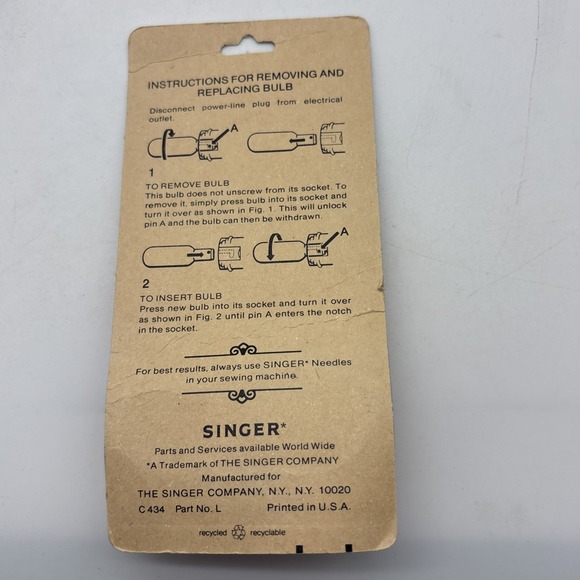 INSTRUCTIONS FOR REMOVING AND
REPLACING BULB
Disconnect power-line plug from electrical
outlet.
A
1
TO REMOVE BULB
This bulb does not unscrew from its socket. To
remove it, simply press bulb into its socket and
turn it over as shown in Fig. 1. This will unlock
pin A and the bulb can then be withdrawn.
A
2
TO INSERT BULB
Press new bulb into its socket and turn it over
as shown in Fig. 2 until pin A enters the notch
in the socket.
For best results, always use SINGER* Needles
in your sewing machine.
SINGER*
Parts and Services available World Wide
*A Trademark of THE SINGER COMPANY
Manufactured for
THE SINGER COMPANY, N.Y., N.Y. 10020
C 434 Part No. L Printed in U.S.A.
recycled recyclable